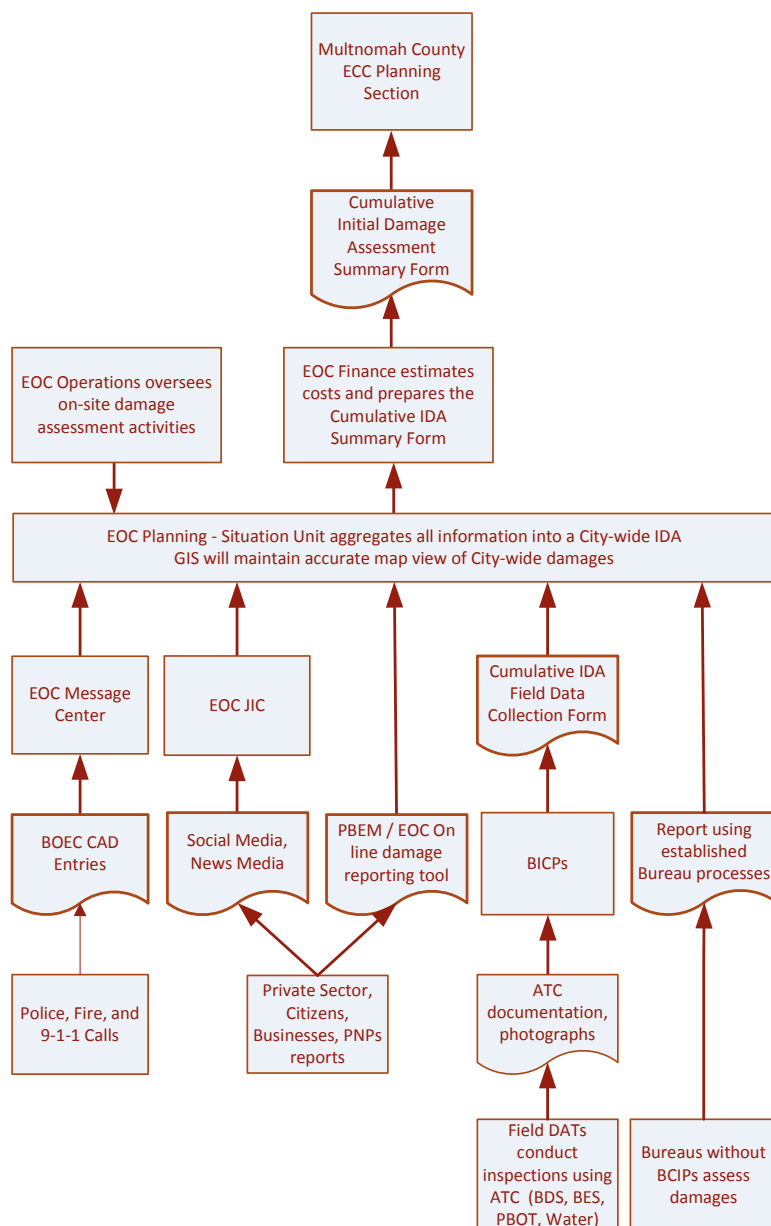 Multnomah County
ECC Planning
Section
Cumulative
Initial Damage
Assessment
Summary Form
EOC Operations oversees
on-site damage
assessment activities
EOC Finance estimates
costs and prepares the
Cumulative IDA
Summary Form
EOC Planning - Situation Unit aggregates all information into a City-wide IDA
GIS will maintain accurate map view of City-wide damages
EOC Message
Center
EOC JIC
Cumulative IDA
Field Data
Collection Form
BOEC CAD
Entries
Social Media,
News Media
PBEM / EOC On
line damage
reporting tool
BICPs
Report using
established
Bureau processes
Police, Fire, and
9-1-1 Calls
Private Sector,
Citizens,
Businesses, PNPs
reports
ATC
documentation,
photographs
Field DATs
conduct
inspections using
ATC (BDS, BES,
PBOT, Water)
Bureaus without
BCIPs assess
damages